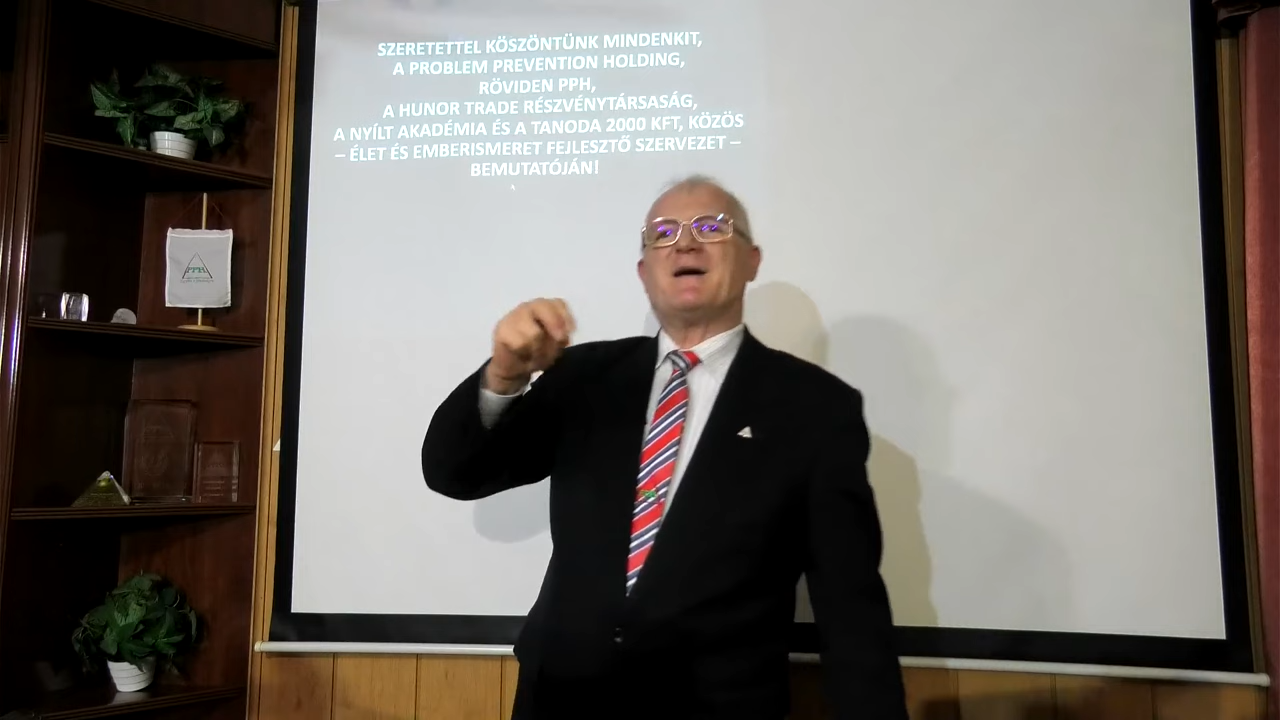 SZERETETTEL KÖSZÖNTÜNK MINDENKIT,
A PROBLEM PREVENTION HOLDING,
RÖVIDEN PPH,
A HUNOR TRADE RÉSZVÉNYTÁRSASÁG,
A NYÍLT AKADÉMIA ÉS A TANODA 2000 KFT, KÖZÖS
– ÉLET ÉS EMBERISMERET FEJLESZTŐ SZERVEZET –
BEMUTATÓJÁN!
PPH